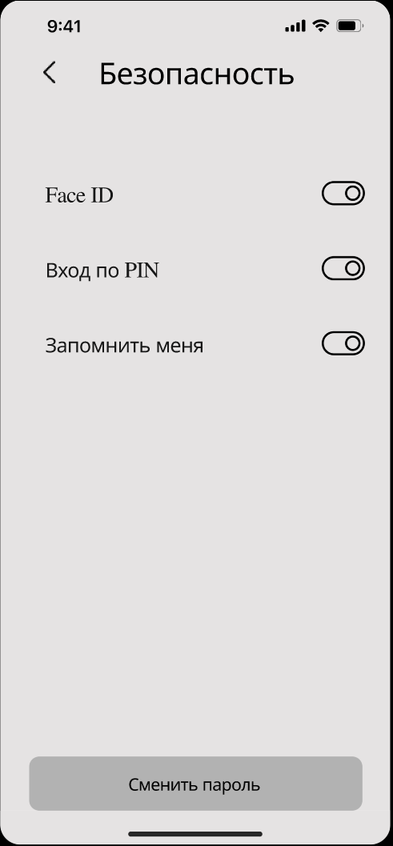 9:41
Безопасность
Face ID
Вход по PIN
Запомнить меня
Сменить пароль